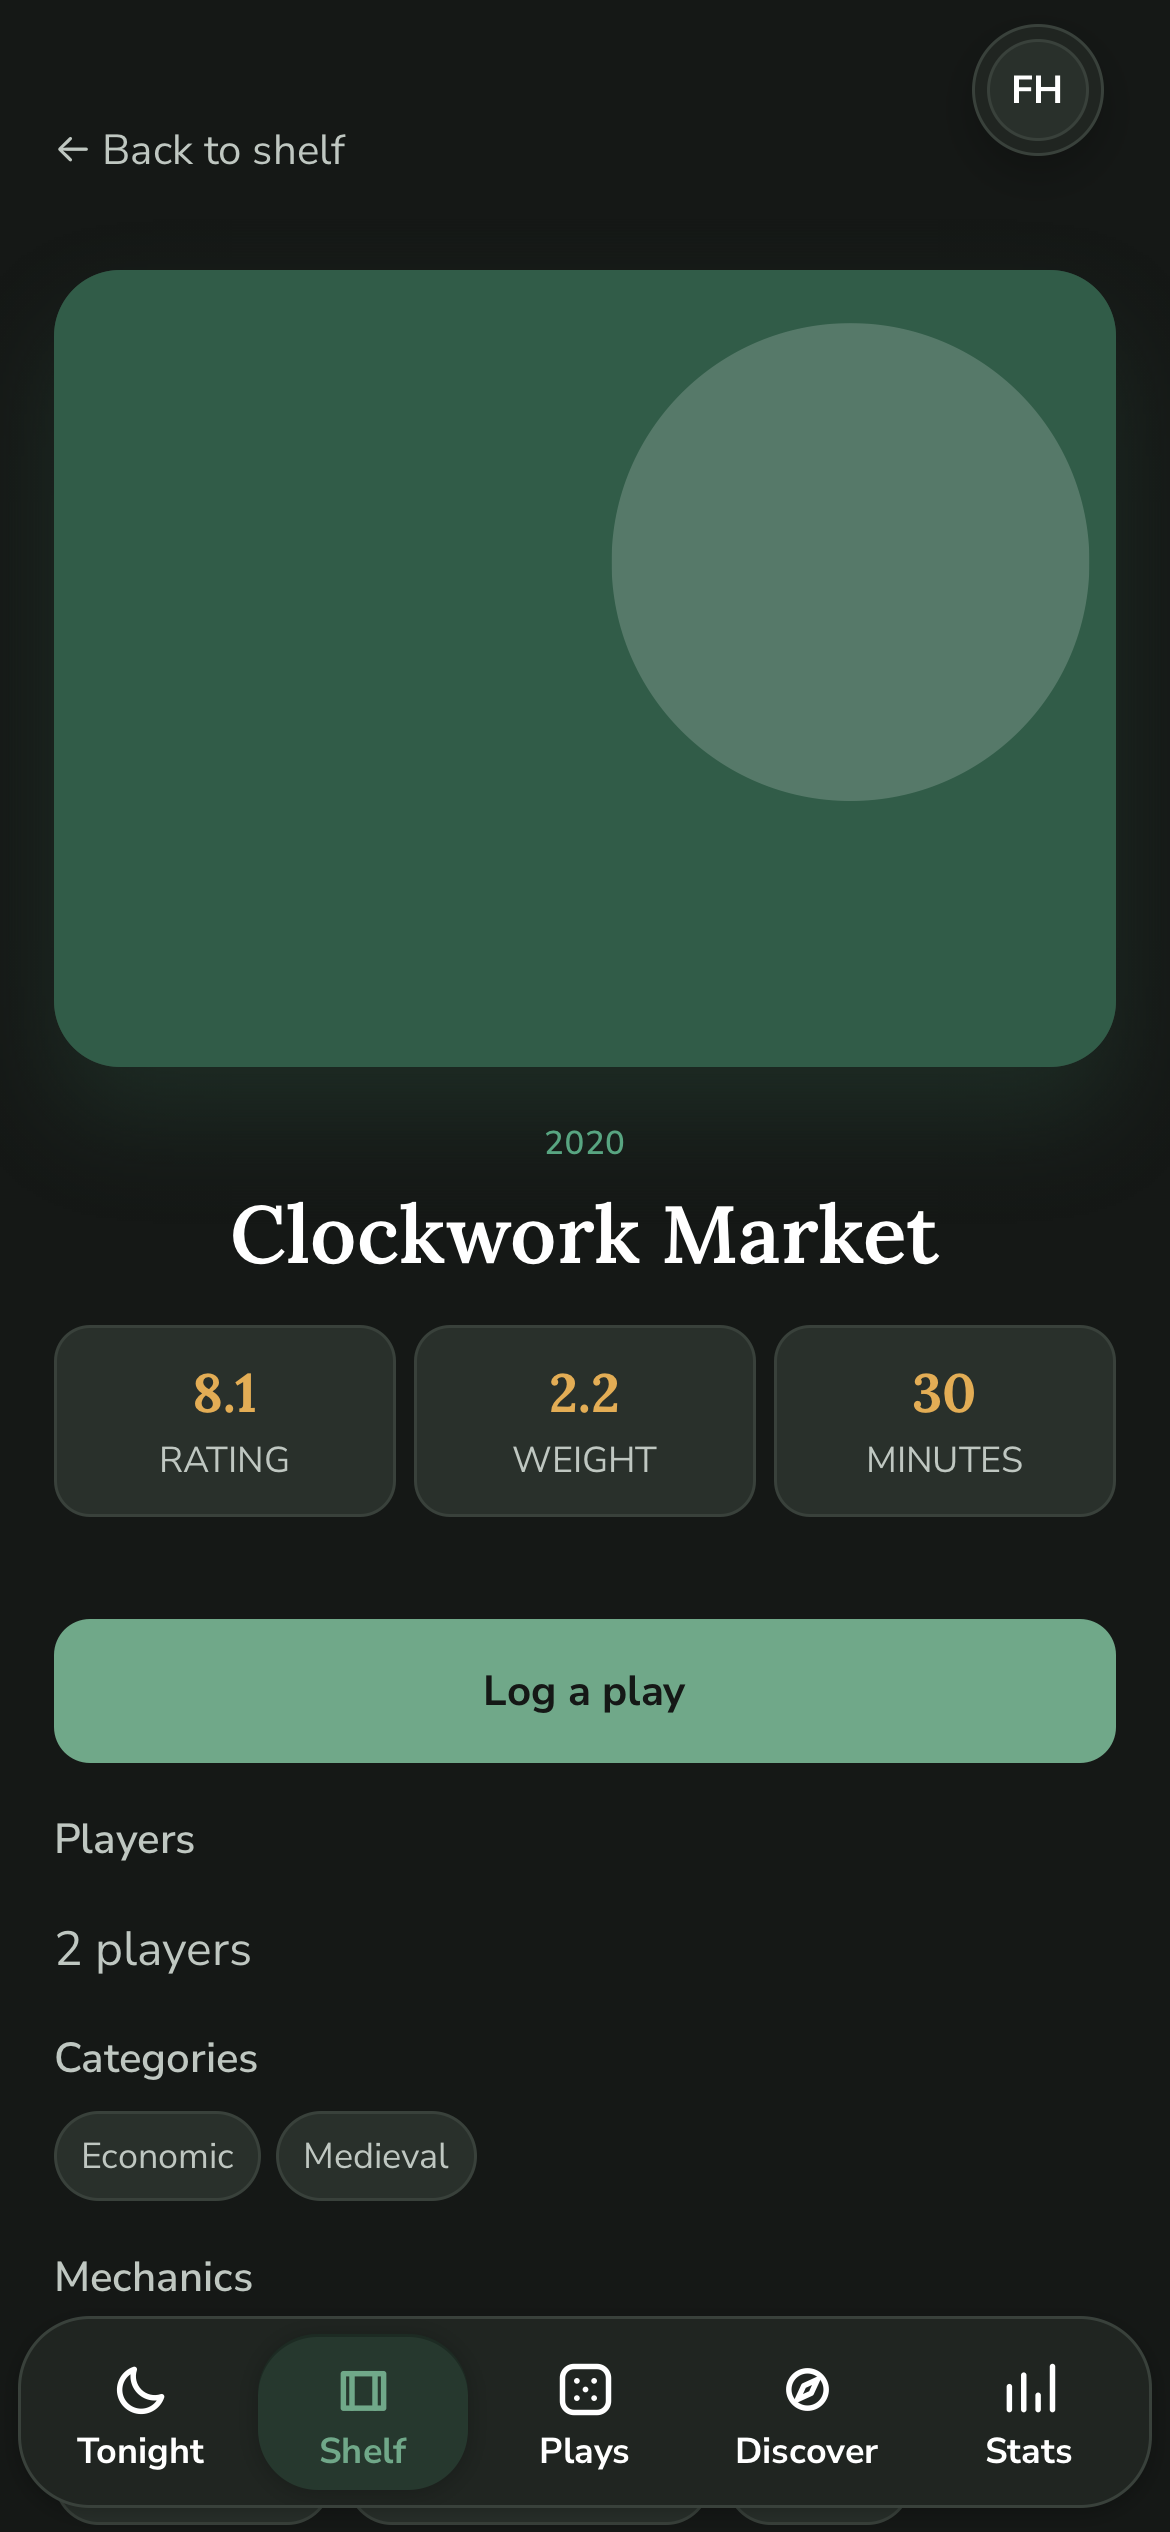 FH
← Back to shelf
2020
Clockwork Market
8.1
RATING
2.2
WEIGHT
30
MINUTES
Log a play
Players
2 players
Categories
Economic
Medieval
Mechanics
Tonight
Shelf
Plays
Discover
Stats